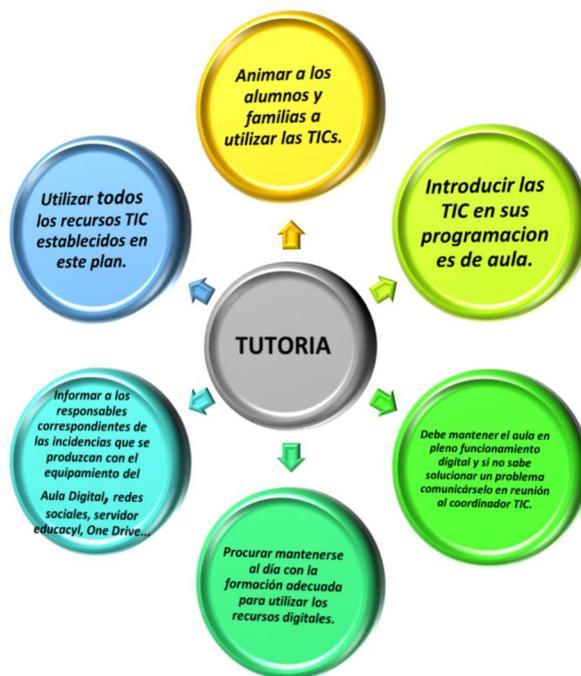 Animar a los
alumnos y
familias a
utilizar las TICs.
Introducir las
TIC en sus
programacion
es de aula.
Utilizar todos
los recursos TIC
establecidos en
este plan.
TUTORIA
Informar a los
responsables
correspondientes de
las incidencias que se
produzcan con el
equipamiento del
Aula Digital, redes
sociales, servidor
educacyl, One Drive...
Debe mantener el aula en
pleno funcionamiento
digital y si no sabe
solucionar un problema
comunicárselo en reunión
al coordinador TIC.
Procurar mantenerse
al día con la
formación adecuada
para utilizar los
recursos digitales.